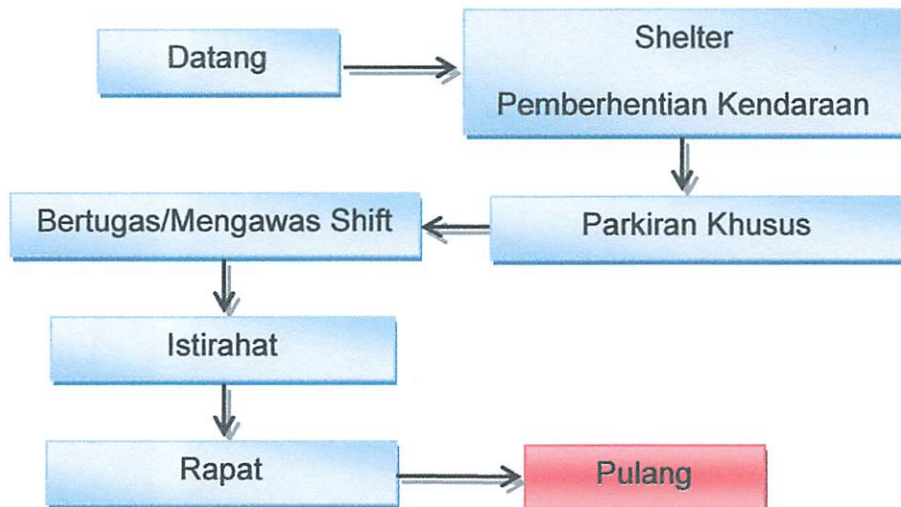 Datang
Shelter
Pemberhentian Kendaraan
Parkiran Khusus
Bertugas/Mengawas Shift
Istirahat
Rapat
Pulang